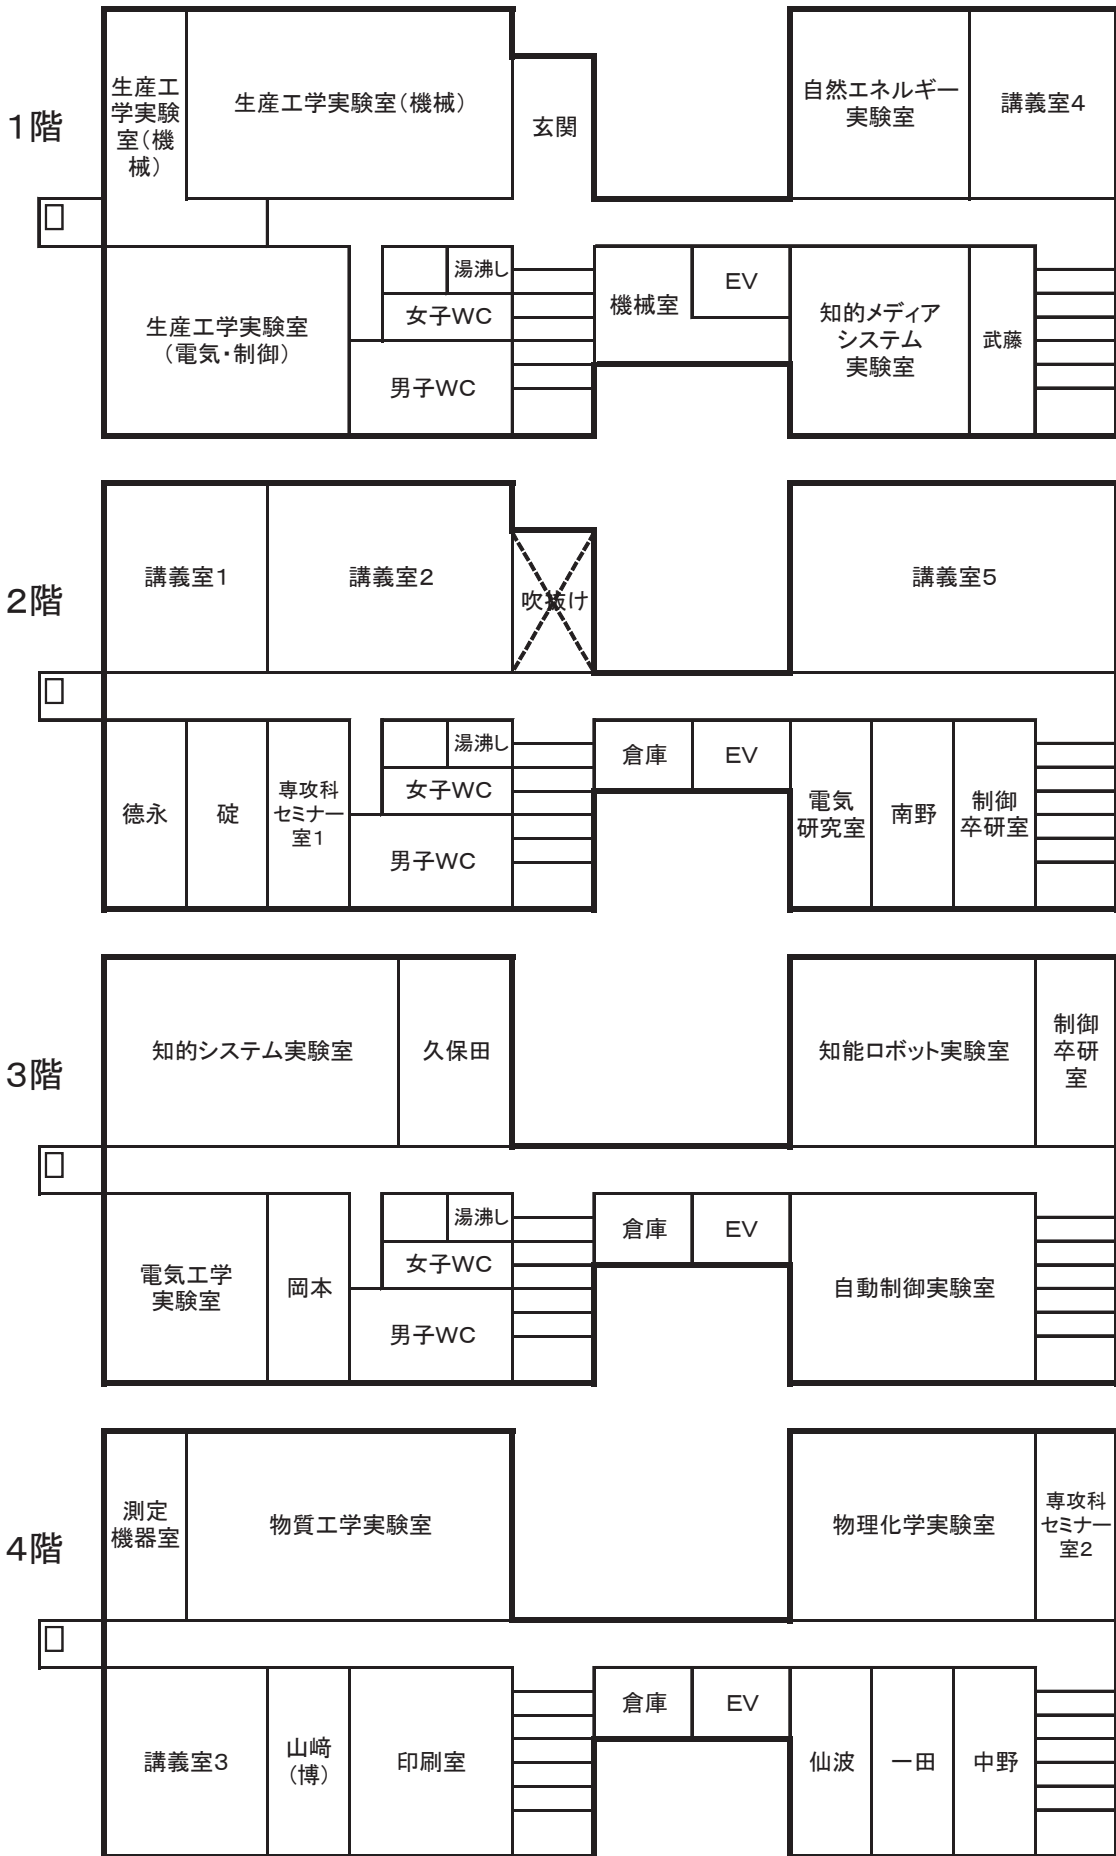 1階
生産工
学実験
室(機
械)
生産工学実験室(機械)
玄関
自然エネルギー
実験室
講義室4
生産工学実験室
(電気・制御)
湯沸し
女子WC
男子WC
機械室
EV
知的メディア
システム
実験室
武藤
2階
講義室1
講義室2
吹抜け
講義室5
徳永
碇
専攻科
セミナー
室1
湯沸し
女子WC
男子WC
倉庫
EV
電気
研究室
南野
制御
卒研室
3階
知的システム実験室
久保田
知能ロボット実験室
制御
卒研
室
電気工学
実験室
岡本
湯沸し
女子WC
男子WC
倉庫
EV
自動制御実験室
4階
測定
機器室
物質工学実験室
物理化学実験室
専攻科
セミナー
室2
講義室3
山﨑
(博)
印刷室
倉庫
EV
仙波
一田
中野